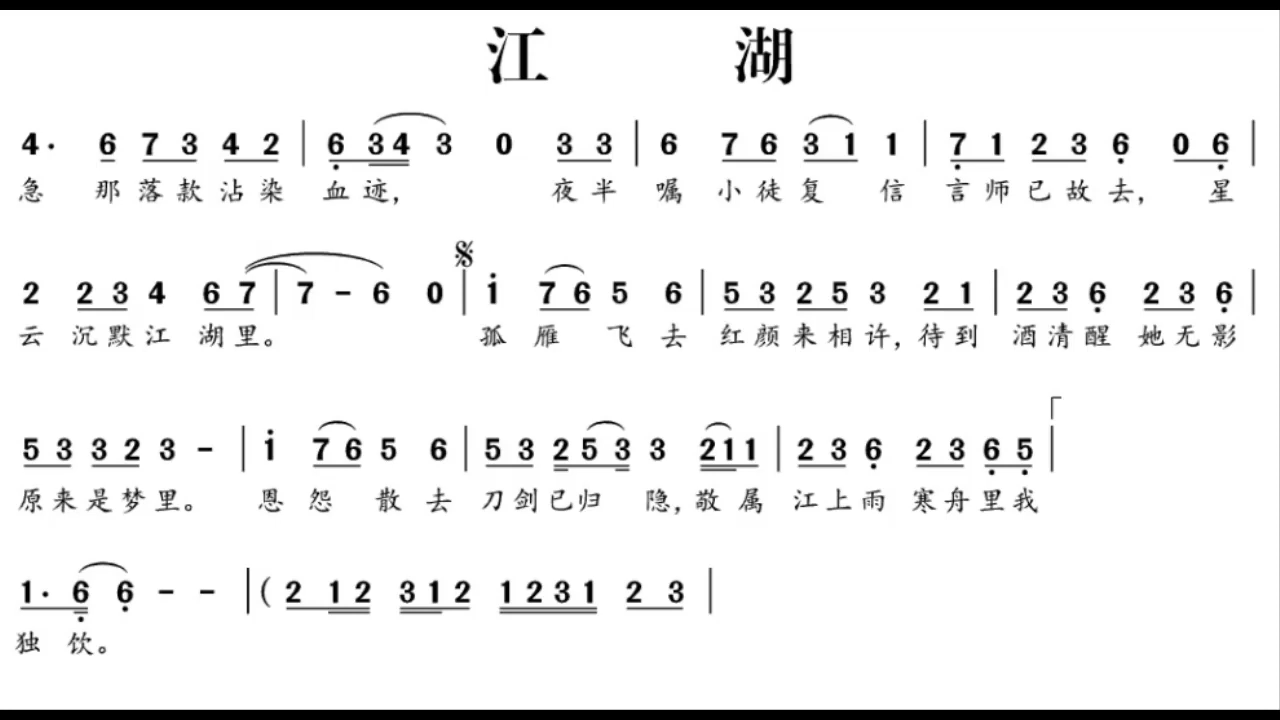 江 湖
4· 6 7 3 4 2 | 6 3 4 3 0 3 3 | 6 7 6 3 1 1 | 7 1 2 3 6 0 6 |
急 那落款沾染 血迹， 夜半 嘱 小徒复 信 言师已故去，星
2 2 3 4 6 7 | 7 - 6 0 | i 7 6 5 6 | 5 3 2 5 3 2 1 | 2 3 6 2 3 6 |
云 沉默江 湖里。 孤 雁 飞 去 红颜来相许，待到 酒清醒 她无影
5 3 3 2 3 - | i 7 6 5 6 | 5 3 2 5 3 3 2 1 1 | 2 3 6 2 3 6 5 |
原来是梦里。 恩 怨 散 去 刀剑已归 隐，敬属 江上雨 寒舟里我
1· 6 6 - - | ( 2 1 2 3 1 2 1 2 3 1 2 3 |
独 饮。